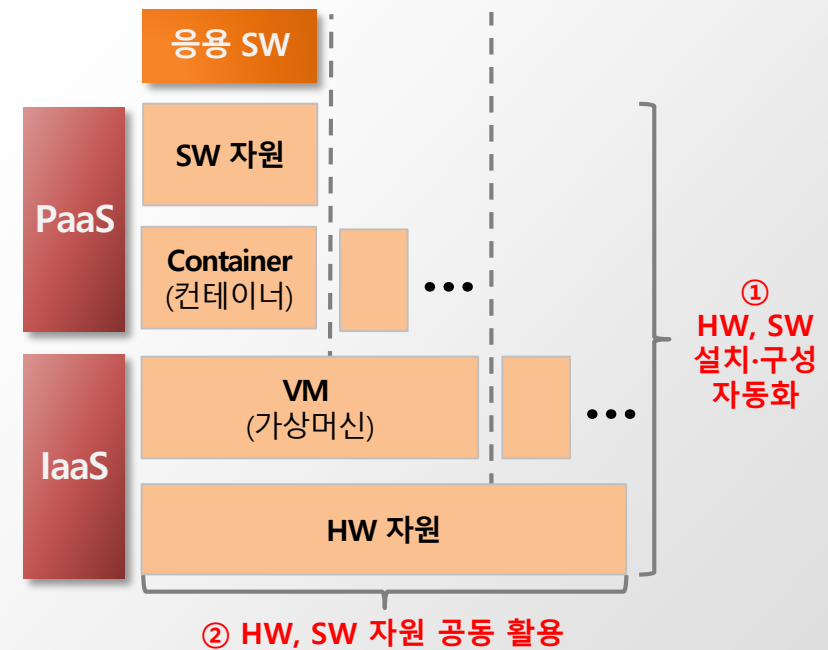 응용 SW
PaaS
SW 자원
Container
(컨테이너)
...
IaaS
VM
(가상머신)
...
HW 자원
①
HW, SW
설치·구성
자동화
② HW, SW 자원 공동 활용